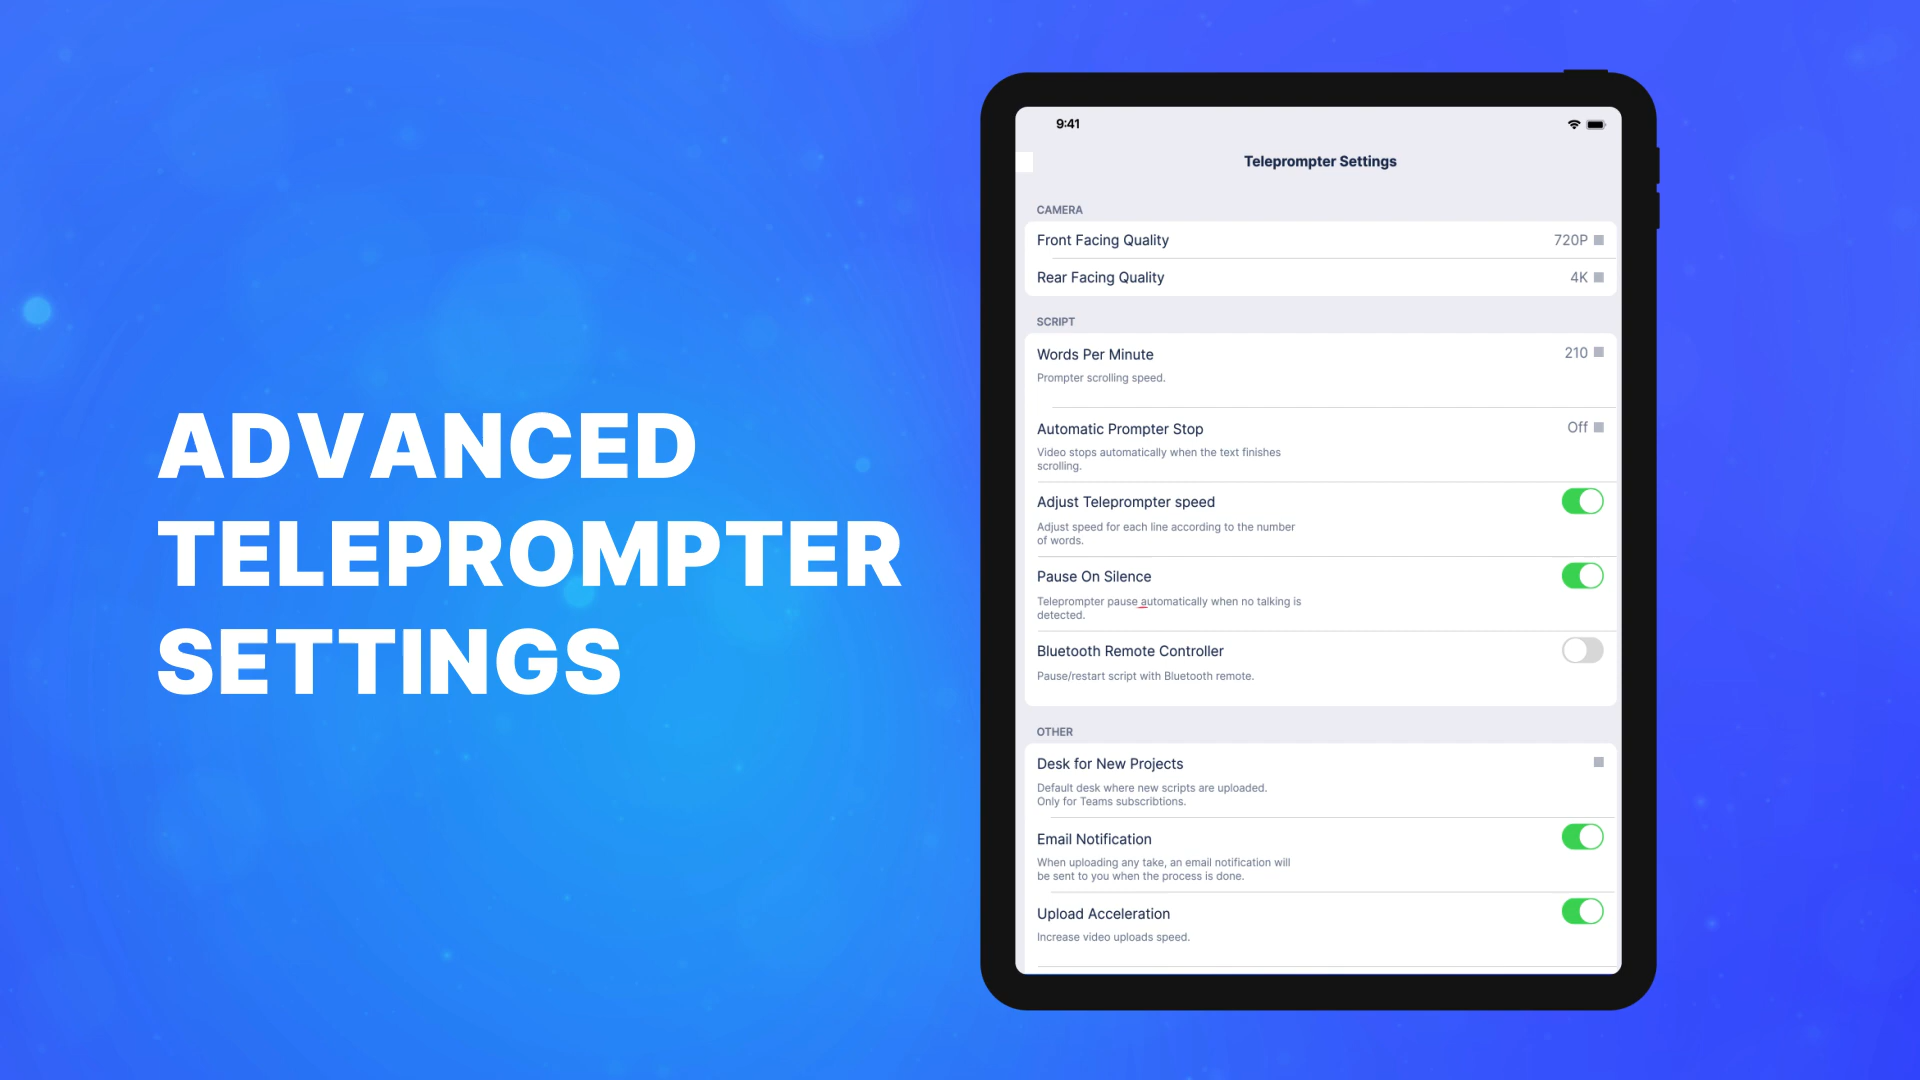 ADVANCED
TELEPROMPTER
SETTINGS
9:41
Teleprompter Settings
CAMERA
Front Facing Quality 720P
Rear Facing Quality 4K
SCRIPT
Words Per Minute 210
Prompter scrolling speed.
Automatic Prompter Stop Off
Video stops automatically when the text finishes
scrolling.
Adjust Teleprompter speed
Adjust speed for each line according to the number
of words.
Pause On Silence
Teleprompter pause automatically when no talking is
detected.
Bluetooth Remote Controller
Pause/restart script with Bluetooth remote.
OTHER
Desk for New Projects
Default desk where new scripts are uploaded.
Only for Teams subscribtions.
Email Notification
When uploading any take, an email notification will
be sent to you when the process is done.
Upload Acceleration
Increase video uploads speed.